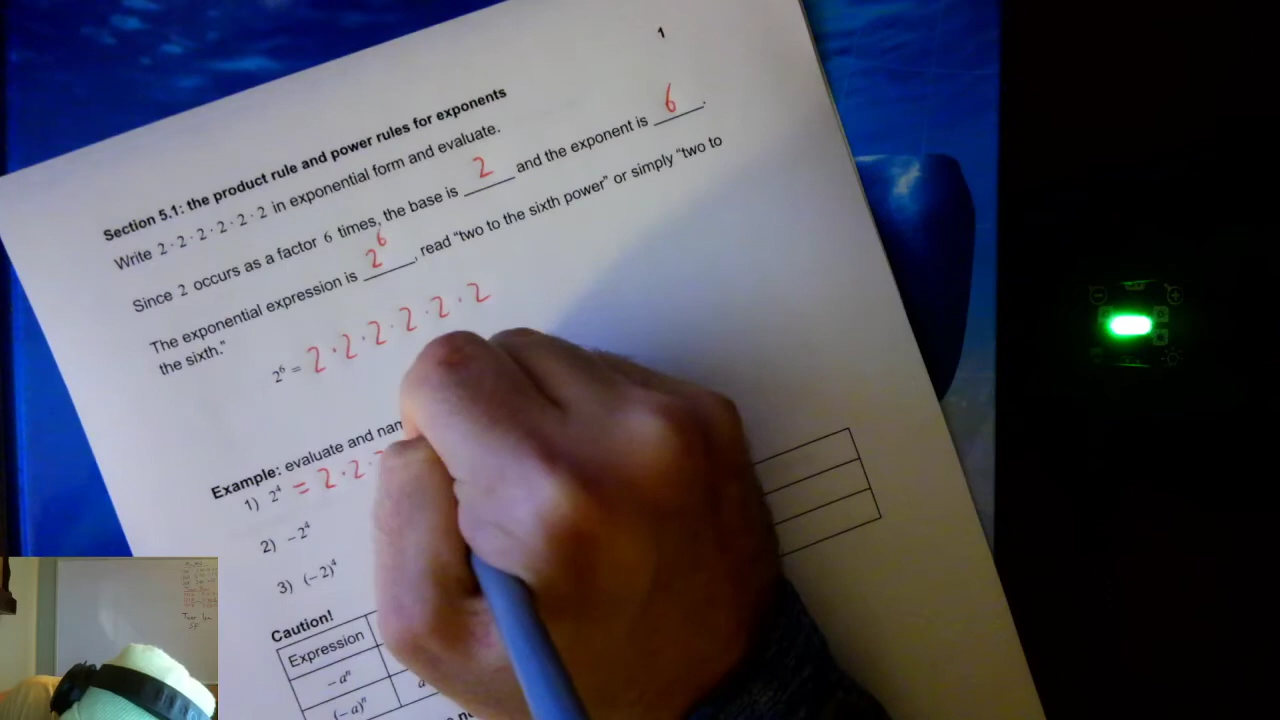 1
Section 5.1: the product rule and power rules for exponents
Write 2·2·2·2·2·2 in exponential form and evaluate.
Since 2 occurs as a factor 6 times, the base is 2 and the exponent is 6.
The exponential expression is 2⁶, read “two to the sixth power” or simply “two to
the sixth.”
2⁶ = 2·2·2·2·2·2
Example: evaluate and
1) 2⁴ = 2·2·
2) −2⁴
3) (−2)⁴
Caution!
Expression
−aⁿ
(−a)ⁿ